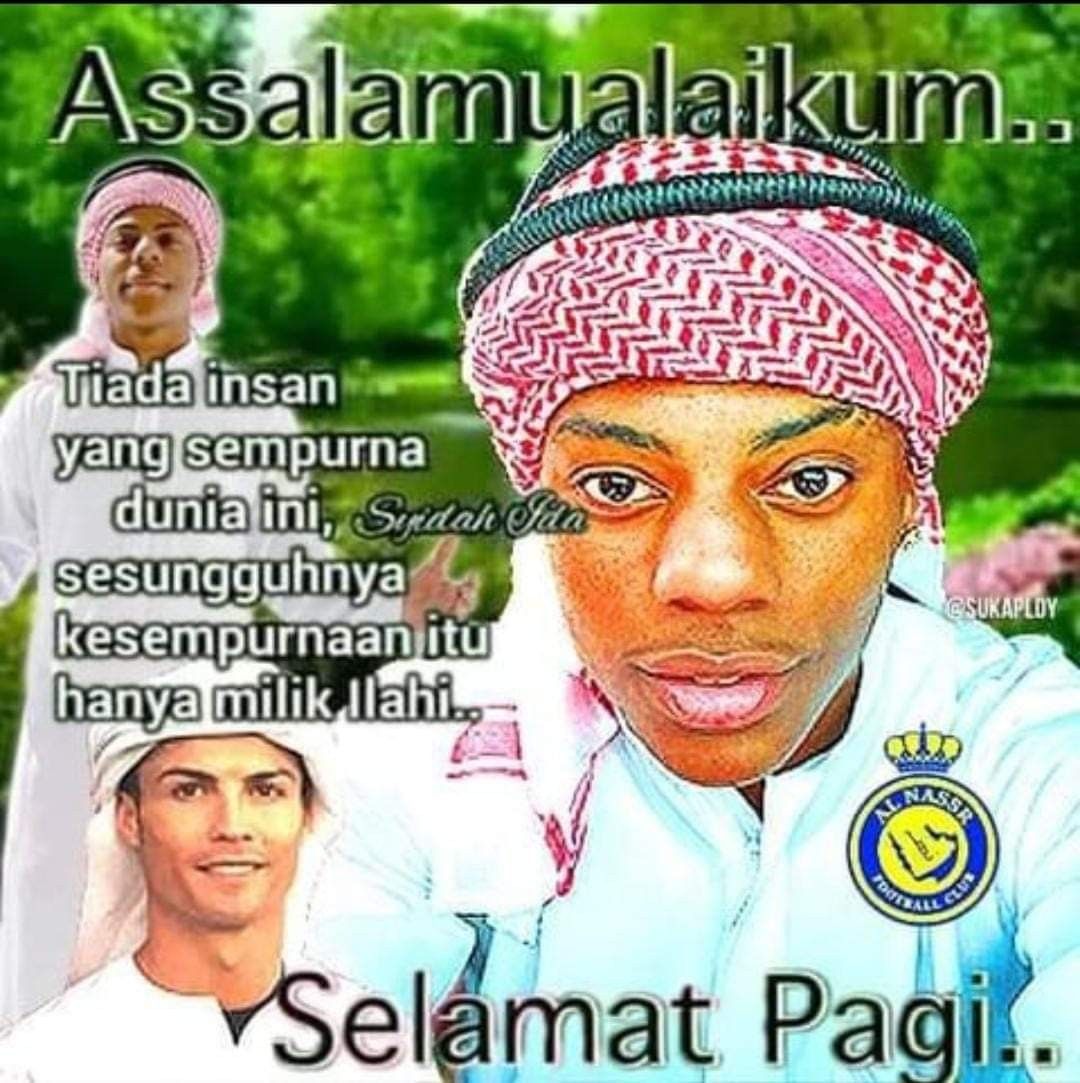 Assalamualaikum..
Tiada insan
yang sempurna
dunia ini,
sesungguhnya
kesempurnaan itu
hanya milik Ilahi..
@SUKAPLOY
AL NASSR
FOOTBALL CLUB
Selamat Pagi..